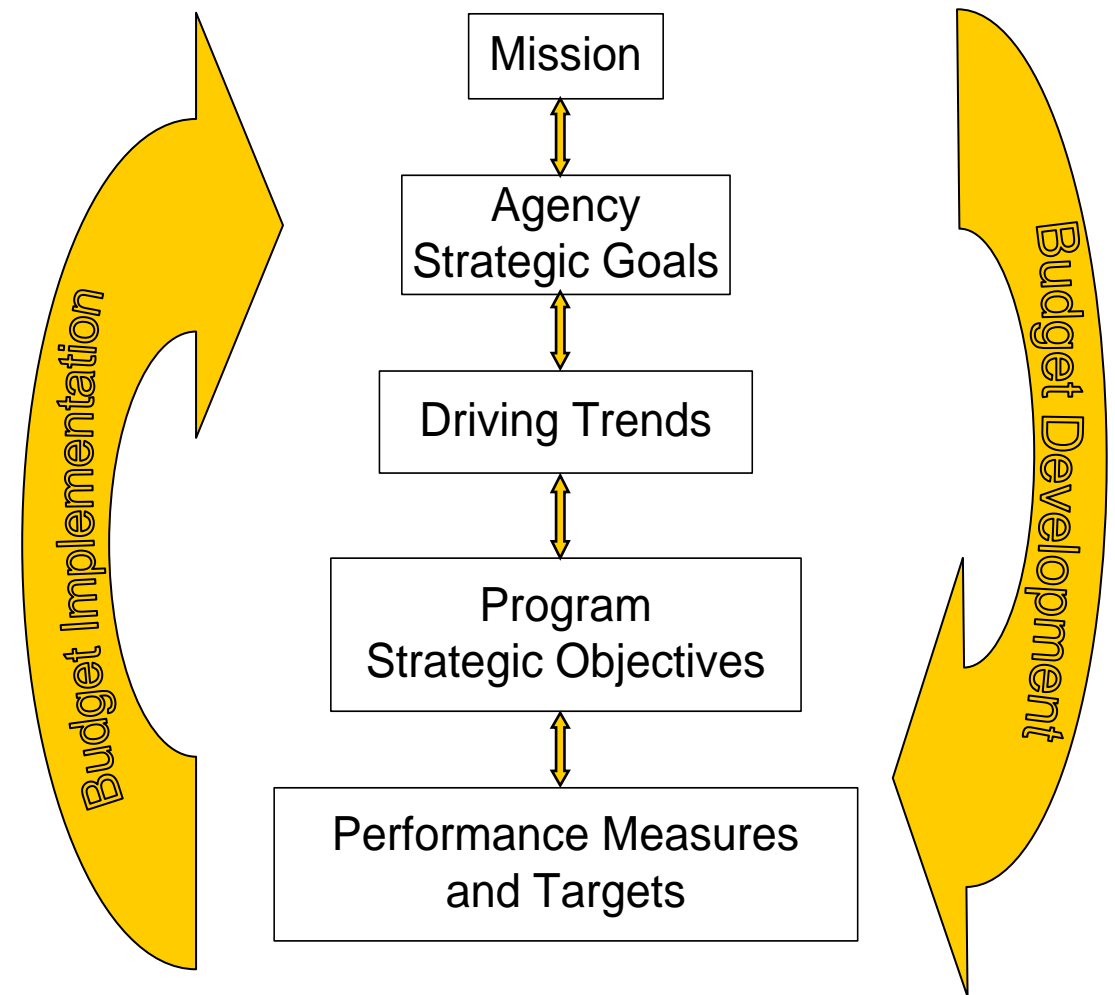 Mission
Agency
Strategic Goals
Driving Trends
Program
Strategic Objectives
Performance Measures
and Targets
Budget Implementation
Budget Development